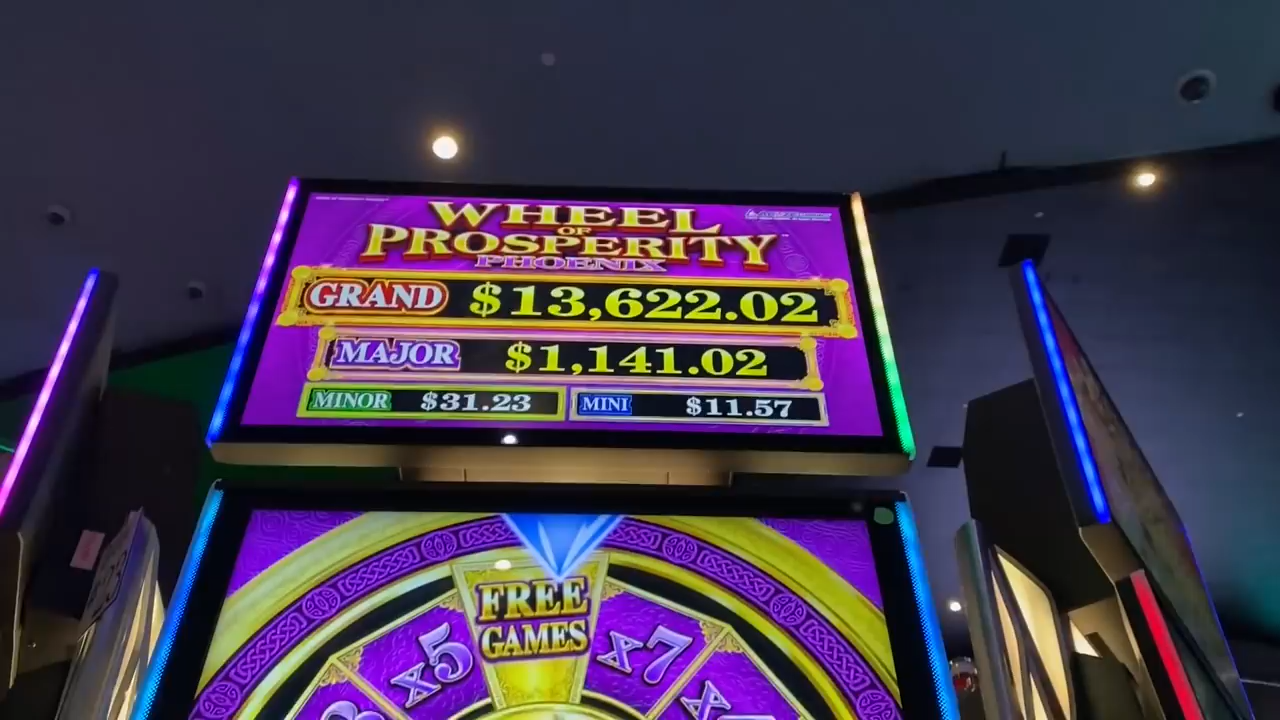 WHEEL
OF
PROSPERITY
PHOENIX
GRAND $13,622.02
MAJOR $1,141.02
MINOR $31.23 MINI $11.57
FREE
GAMES
x5
x7